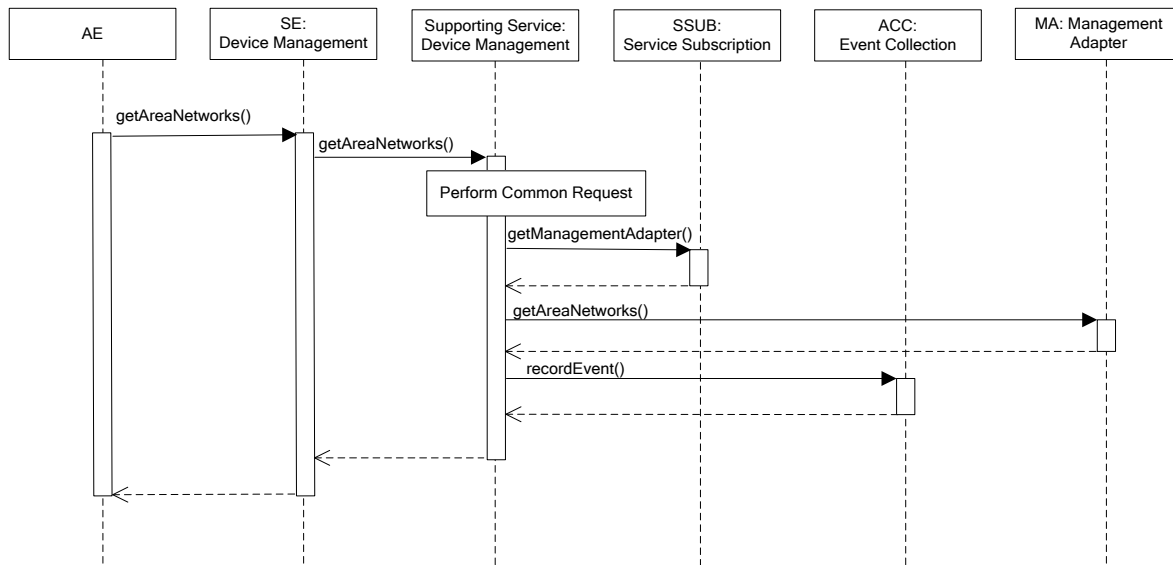 AE
SE:
Device Management
Supporting Service:
Device Management
SSUB:
Service Subscription
ACC:
Event Collection
MA: Management
Adapter
getAreaNetworks()
getAreaNetworks()
Perform Common Request
getManagementAdapter()
getAreaNetworks()
recordEvent()